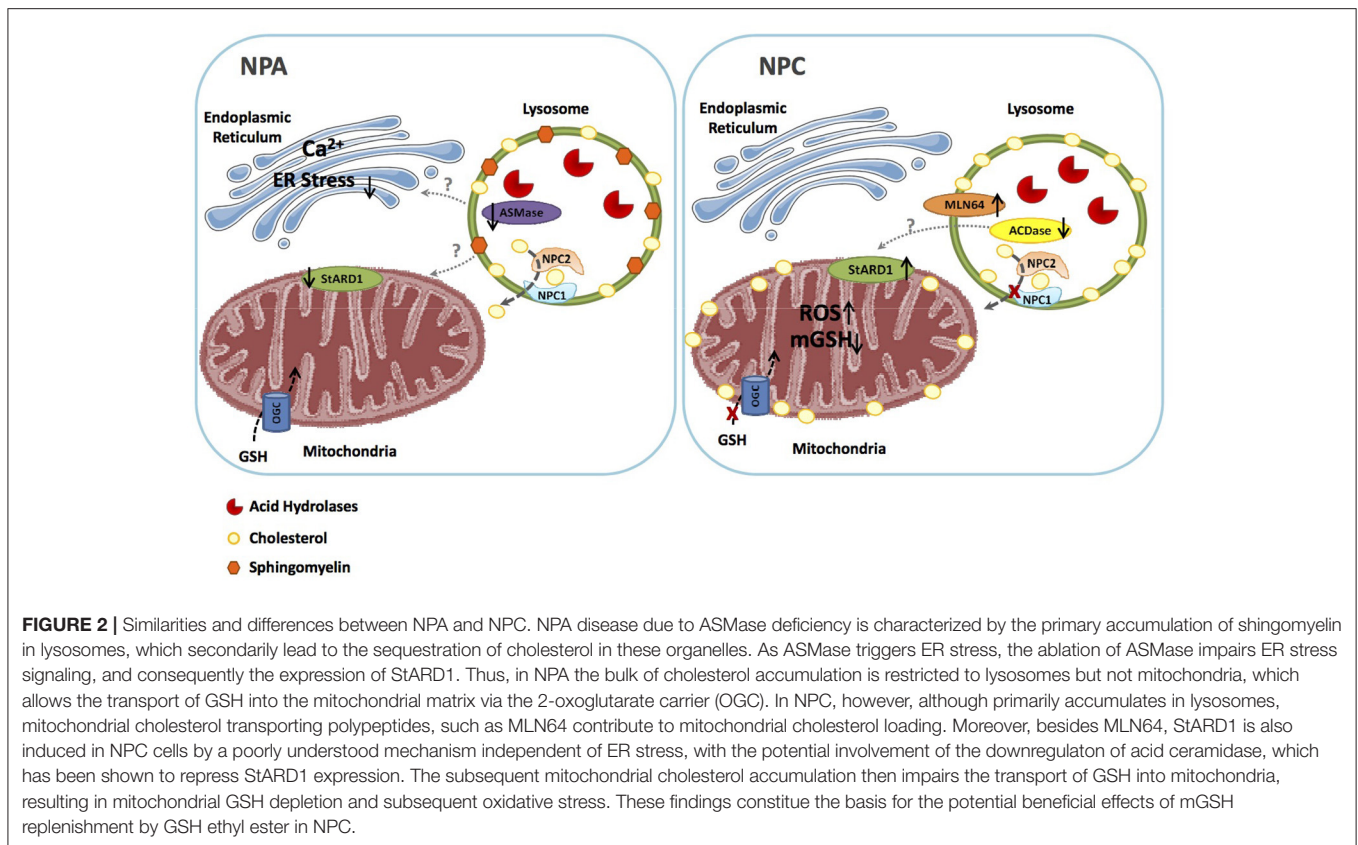 NPA
Endoplasmic
Reticulum
Lysosome
Ca2+
ER Stress
?
ASMase
?
NPC2
NPC1
StARD1
OGC
GSH
Mitochondria
NPC
Endoplasmic
Reticulum
Lysosome
MLN64
?
ACDase
NPC2
X
NPC1
StARD1
ROS
mGSH
OGC
X
GSH
Mitochondria
Acid Hydrolases
Cholesterol
Sphingomyelin
FIGURE 2 | Similarities and differences between NPA and NPC. NPA disease due to ASMase deficiency is characterized by the primary accumulation of shingomyelin
in lysosomes, which secondarily lead to the sequestration of cholesterol in these organelles. As ASMase triggers ER stress, the ablation of ASMase impairs ER stress
signaling, and consequently the expression of StARD1. Thus, in NPA the bulk of cholesterol accumulation is restricted to lysosomes but not mitochondria, which
allows the transport of GSH into the mitochondrial matrix via the 2-oxoglutarate carrier (OGC). In NPC, however, although primarily accumulates in lysosomes,
mitochondrial cholesterol transporting polypeptides, such as MLN64 contribute to mitochondrial cholesterol loading. Moreover, besides MLN64, StARD1 is also
induced in NPC cells by a poorly understood mechanism independent of ER stress, with the potential involvement of the downregulaton of acid ceramidase, which
has been shown to repress StARD1 expression. The subsequent mitochondrial cholesterol accumulation then impairs the transport of GSH into mitochondria,
resulting in mitochondrial GSH depletion and subsequent oxidative stress. These findings constitue the basis for the potential beneficial effects of mGSH
replenishment by GSH ethyl ester in NPC.